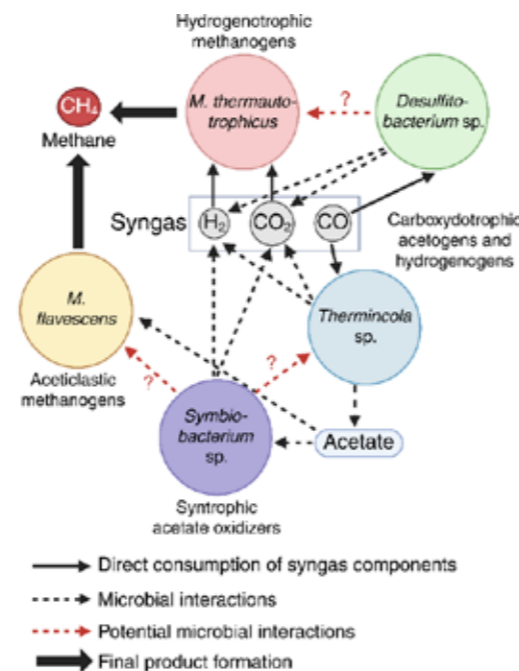 Hydrogenotrophic
methanogens
CH₄
Methane
M. thermauto-
trophicus
?
Desulfito-
bacterium sp.
Syngas
H₂
CO₂
CO
Carboxydotrophic
acetogens and
hydrogenogens
M.
flavescens
Aceticlastic
methanogens
?
?
Thermincola
sp.
Symbio-
bacterium
sp.
Acetate
Syntrophic
acetate oxidizers
Direct consumption of syngas components
Microbial interactions
Potential microbial interactions
Final product formation